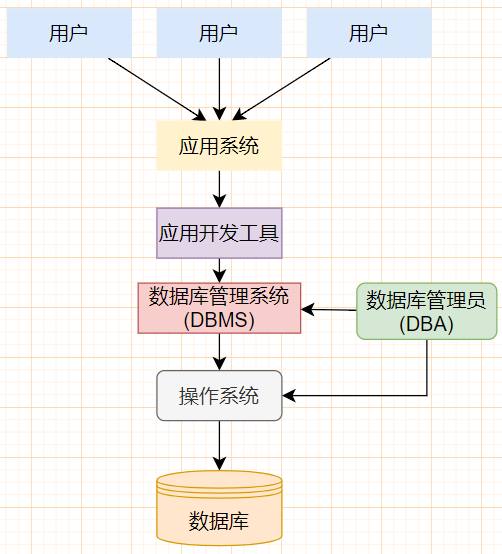 用户
用户
用户
应用系统
应用开发工具
数据库管理系统
(DBMS)
数据库管理员
(DBA)
操作系统
数据库